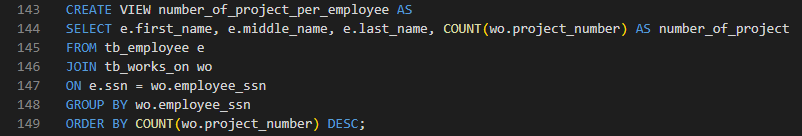 143 CREATE VIEW number_of_project_per_employee AS
144 SELECT e.first_name, e.middle_name, e.last_name, COUNT(wo.project_number) AS number_of_project
145 FROM tb_employee e
146 JOIN tb_works_on wo
147 ON e.ssn = wo.employee_ssn
148 GROUP BY wo.employee_ssn
149 ORDER BY COUNT(wo.project_number) DESC;